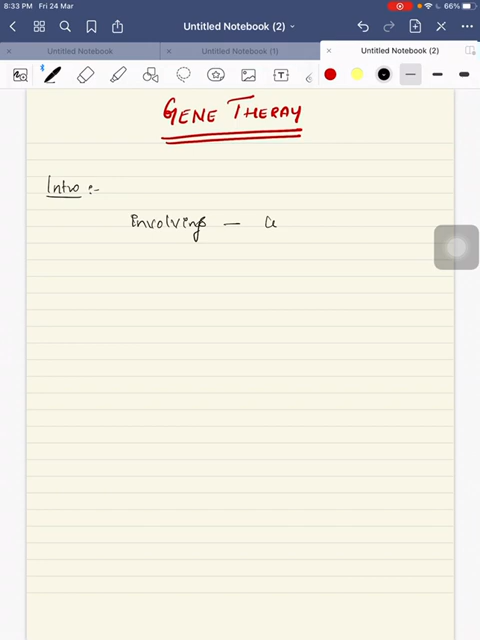 8:33 PM Fri 24 Mar 66%
Untitled Notebook (2)
Untitled Notebook Untitled Notebook (1) Untitled Notebook (2)
GENE THERAY
Intro :-
Involving — a